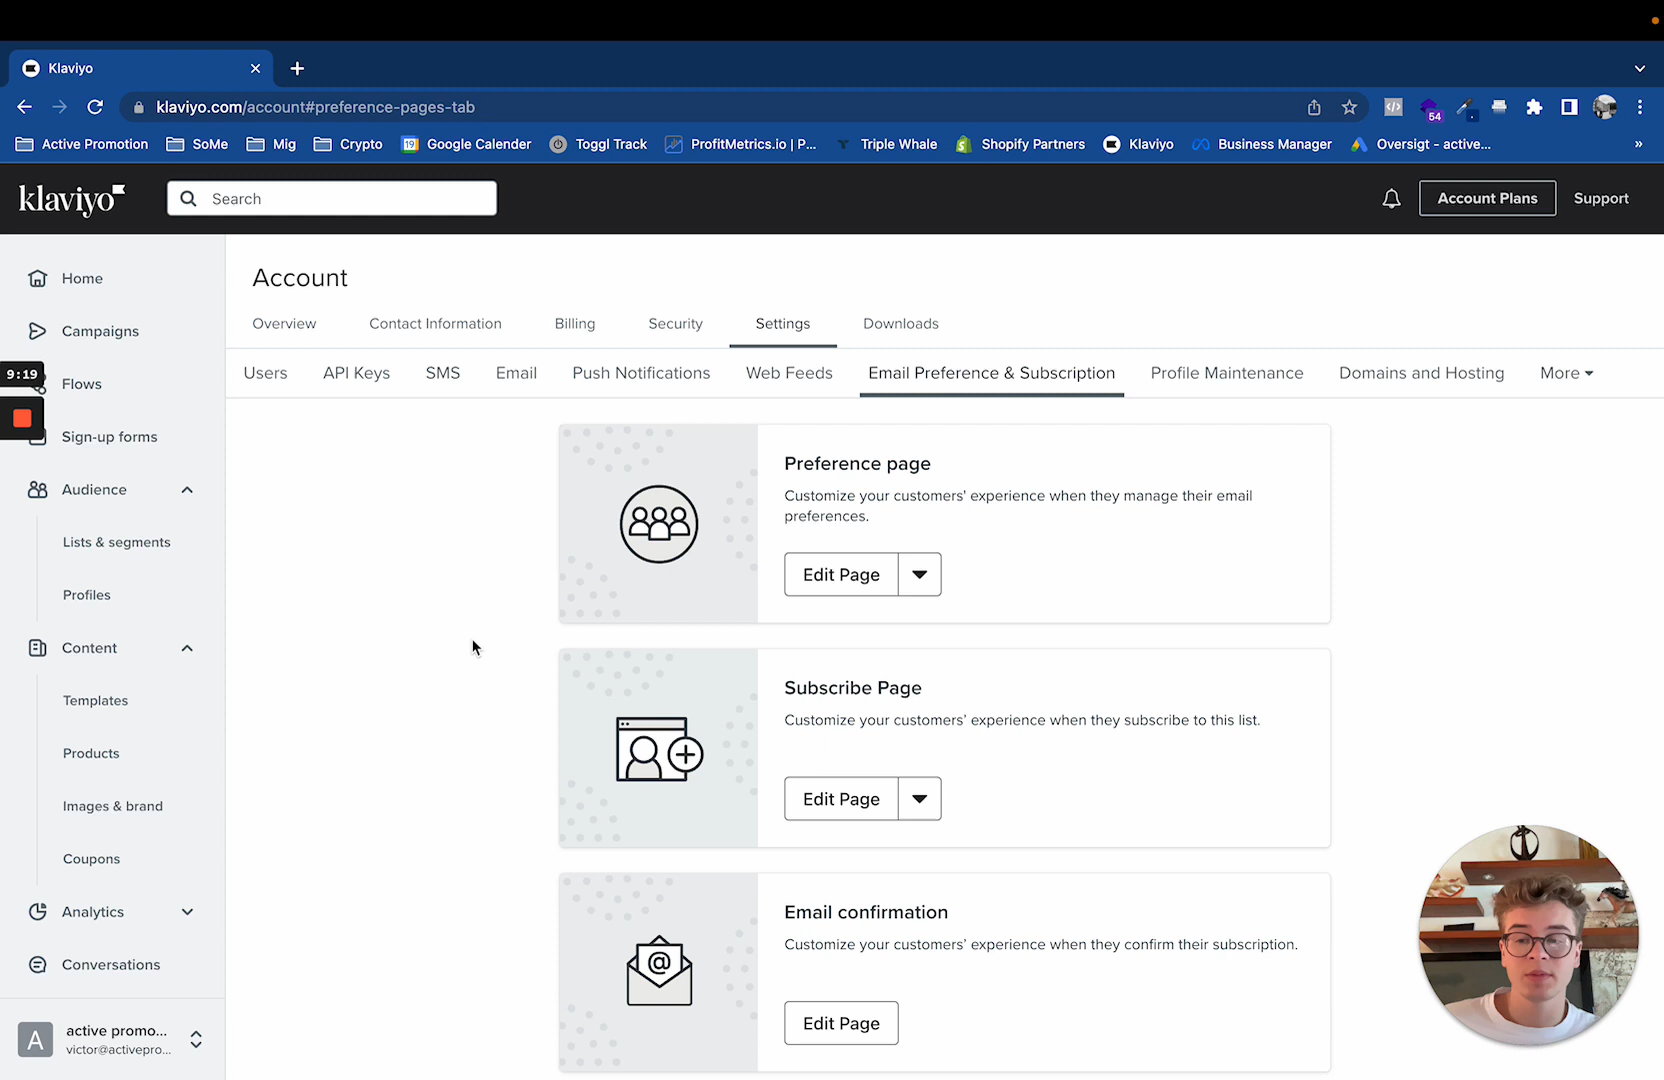 Klaviyo
klaviyo.com/account#preference-pages-tab
54
Active Promotion
SoMe
Mig
Crypto
19
Google Calender
Toggl Track
ProfitMetrics.io | P...
Triple Whale
Shopify Partners
Klaviyo
Business Manager
Oversigt - active...
»
klaviyo
Search
Account Plans
Support
Home
Campaigns
9:19
Flows
Sign-up forms
Audience
Lists & segments
Profiles
Content
Templates
Products
Images & brand
Coupons
Analytics
Conversations
A
active promo...
victor@activepro...
Account
Overview
Contact Information
Billing
Security
Settings
Downloads
Users
API Keys
SMS
Email
Push Notifications
Web Feeds
Email Preference & Subscription
Profile Maintenance
Domains and Hosting
More
Preference page
Customize your customers' experience when they manage their email
preferences.
Edit Page
Subscribe Page
Customize your customers' experience when they subscribe to this list.
Edit Page
@
Email confirmation
Customize your customers' experience when they confirm their subscription.
Edit Page